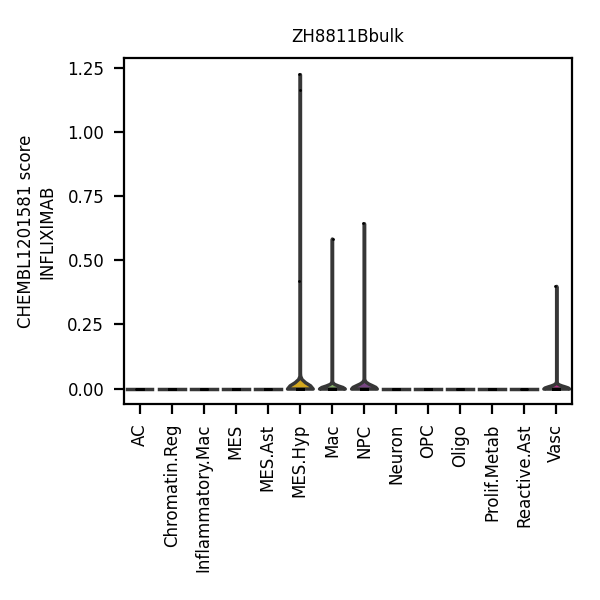 ZH8811Bbulk
CHEMBL1201581 score
INFLIXIMAB
1.25
1.00
0.75
0.50
0.25
0.00
AC
Chromatin.Reg
Inflammatory.Mac
MES
MES.Ast
MES.Hyp
Mac
NPC
Neuron
OPC
Oligo
Prolif.Metab
Reactive.Ast
Vasc